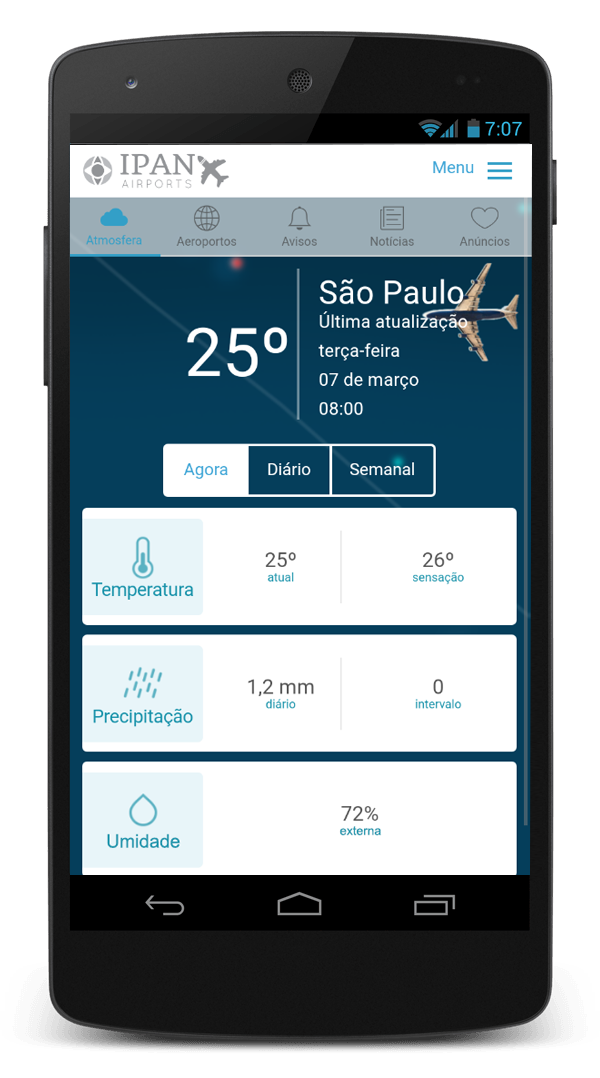 7:07
IPAN
AIRPORTS
Menu
Atmosfera
Aeroportos
Avisos
Notícias
Anúncios
25º
São Paulo
Última atualização
terça-feira
07 de março
08:00
Agora
Diário
Semanal
Temperatura
25º
atual
26º
sensação
Precipitação
1,2 mm
diário
0
intervalo
Umidade
72%
externa